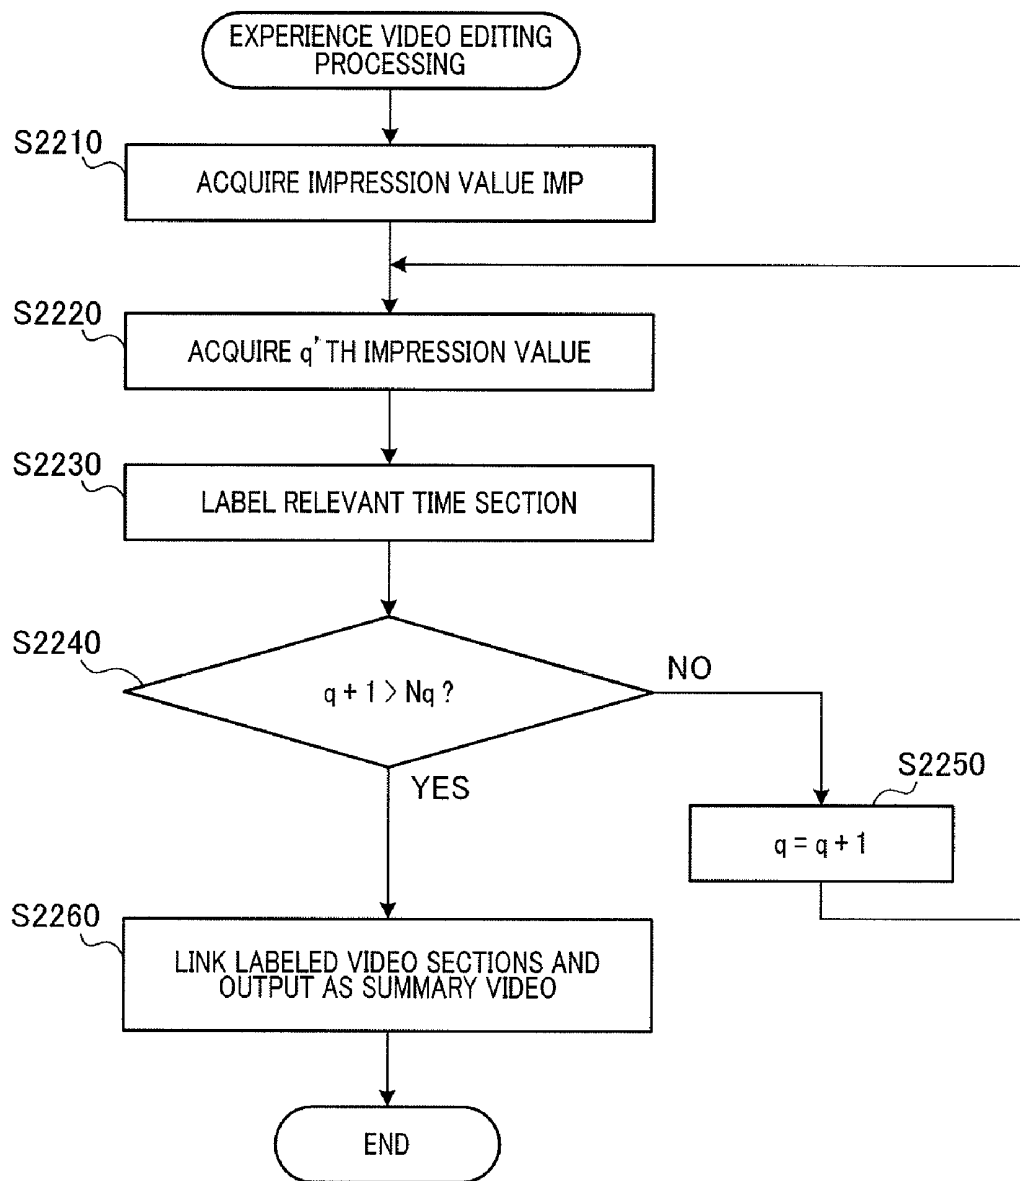 EXPERIENCE VIDEO EDITING
PROCESSING
S2210
ACQUIRE IMPRESSION VALUE IMP
S2220
ACQUIRE q' TH IMPRESSION VALUE
S2230
LABEL RELEVANT TIME SECTION
S2240
q + 1 > Nq ?
NO
YES
S2250
q = q + 1
S2260
LINK LABELED VIDEO SECTIONS AND
OUTPUT AS SUMMARY VIDEO
END